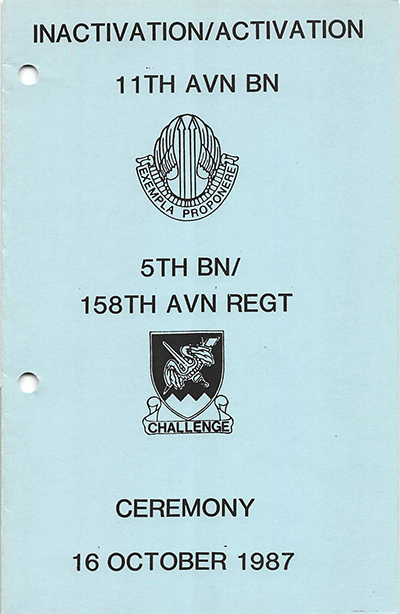 INACTIVATION/ACTIVATION
11TH AVN BN
EXEMPLA PROPONERE
5TH BN/
158TH AVN REGT
CHALLENGE
CEREMONY
16 OCTOBER 1987